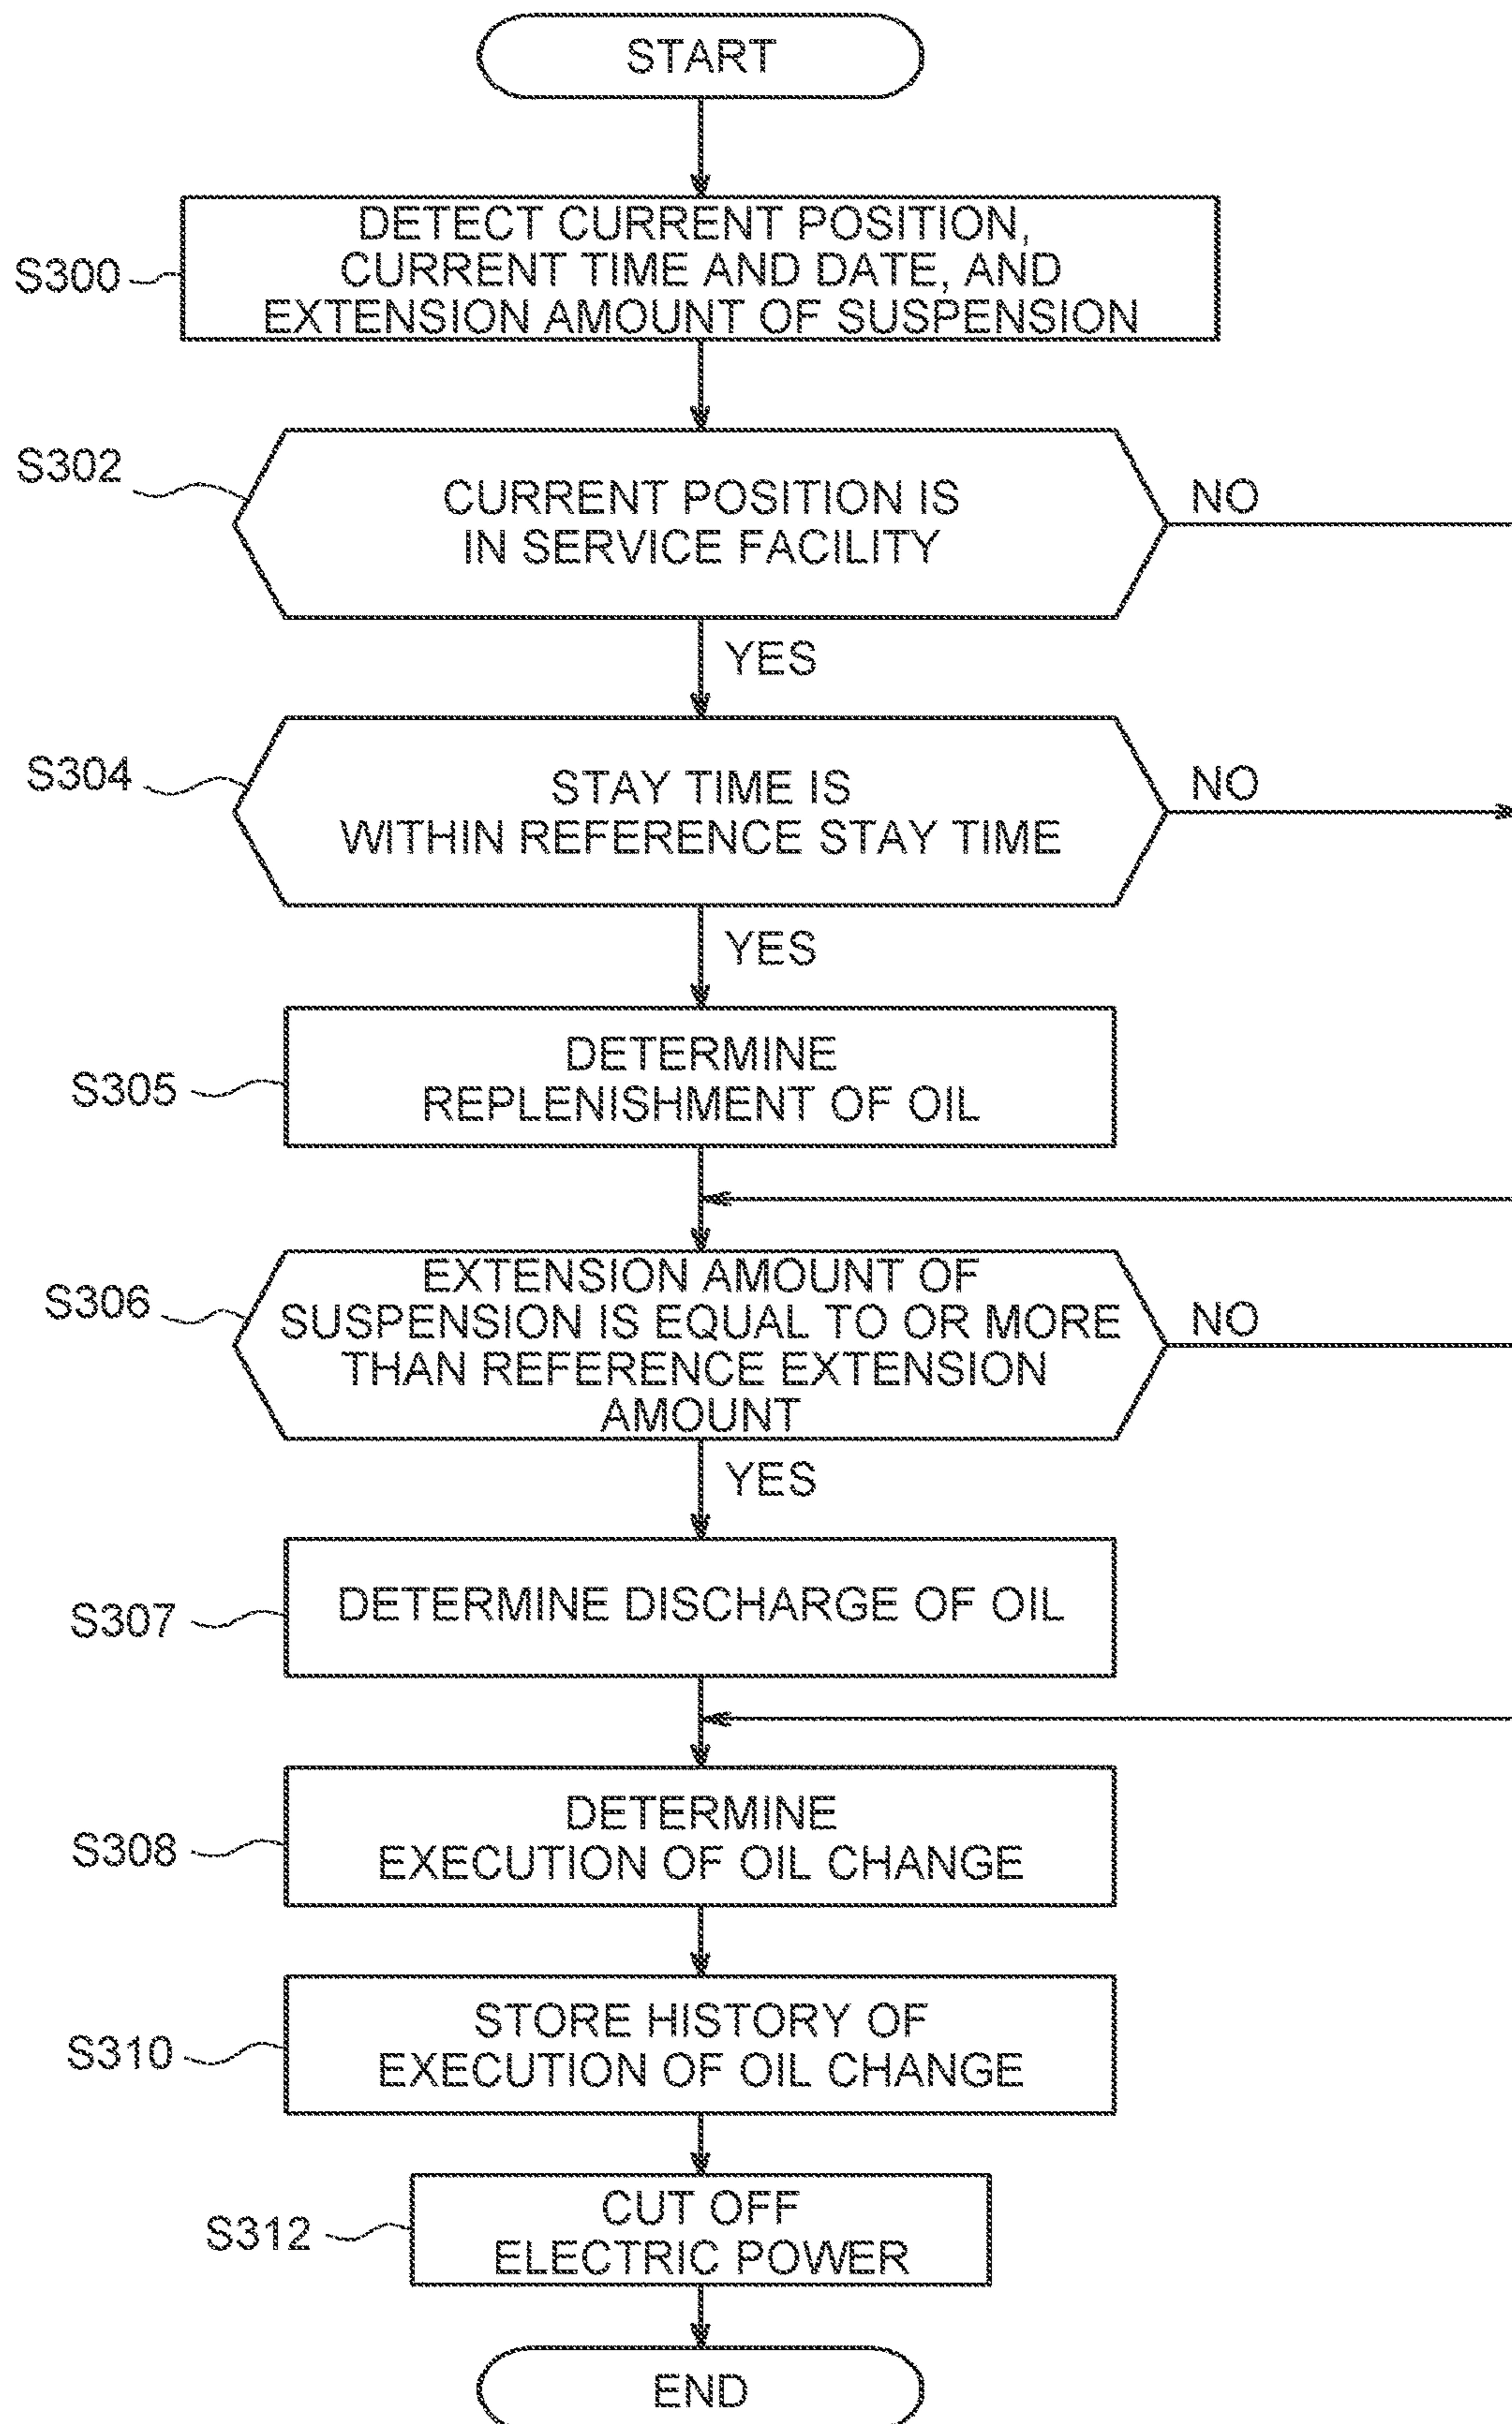 START
S300
DETECT CURRENT POSITION,
CURRENT TIME AND DATE, AND
EXTENSION AMOUNT OF SUSPENSION
S302
CURRENT POSITION IS
IN SERVICE FACILITY
NO
YES
S304
STAY TIME IS
WITHIN REFERENCE STAY TIME
NO
YES
S305
DETERMINE
REPLENISHMENT OF OIL
S306
EXTENSION AMOUNT OF
SUSPENSION IS EQUAL TO OR MORE
THAN REFERENCE EXTENSION
AMOUNT
NO
YES
S307
DETERMINE DISCHARGE OF OIL
S308
DETERMINE
EXECUTION OF OIL CHANGE
S310
STORE HISTORY OF
EXECUTION OF OIL CHANGE
S312
CUT OFF
ELECTRIC POWER
END